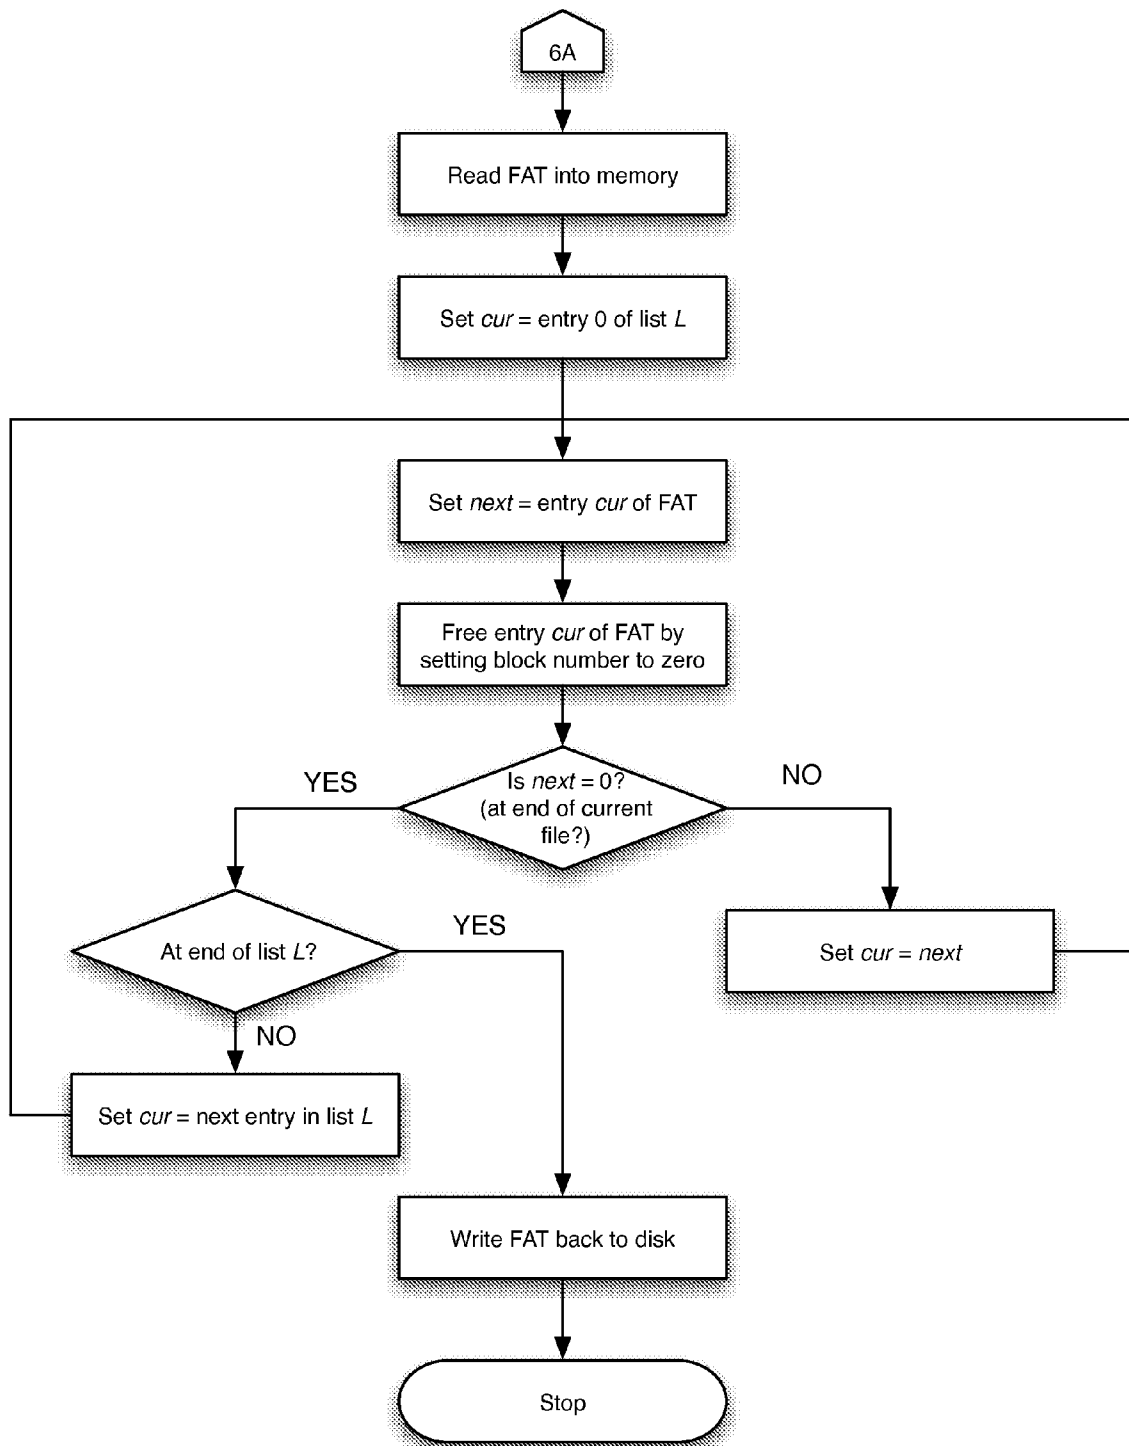 6A
Read FAT into memory
Set cur = entry 0 of list L
Set next = entry cur of FAT
Free entry cur of FAT by
setting block number to zero
YES
Is next = 0?
(at end of current
file?)
NO
At end of list L?
YES
Set cur = next
NO
Set cur = next entry in list L
Write FAT back to disk
Stop